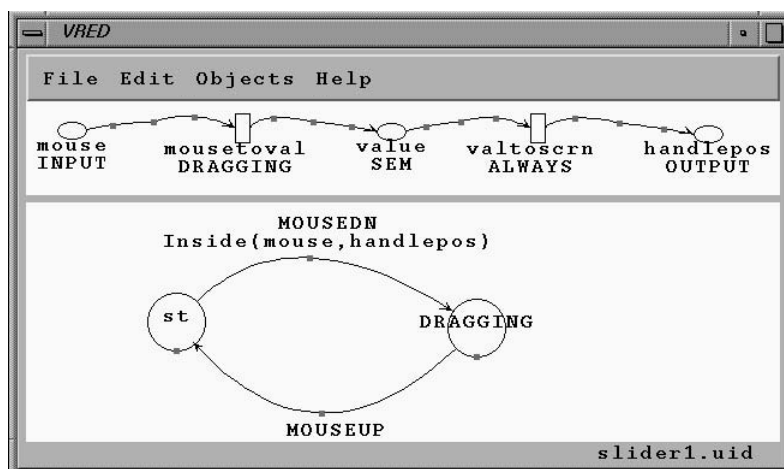 VRED
File Edit Objects Help
mouse mousetoval value valtoscrn handlepos
INPUT DRAGGING SEM ALWAYS OUTPUT
MOUSEDN
Inside(mouse,handlepos)
st DRAGGING
MOUSEUP
slider1.uid